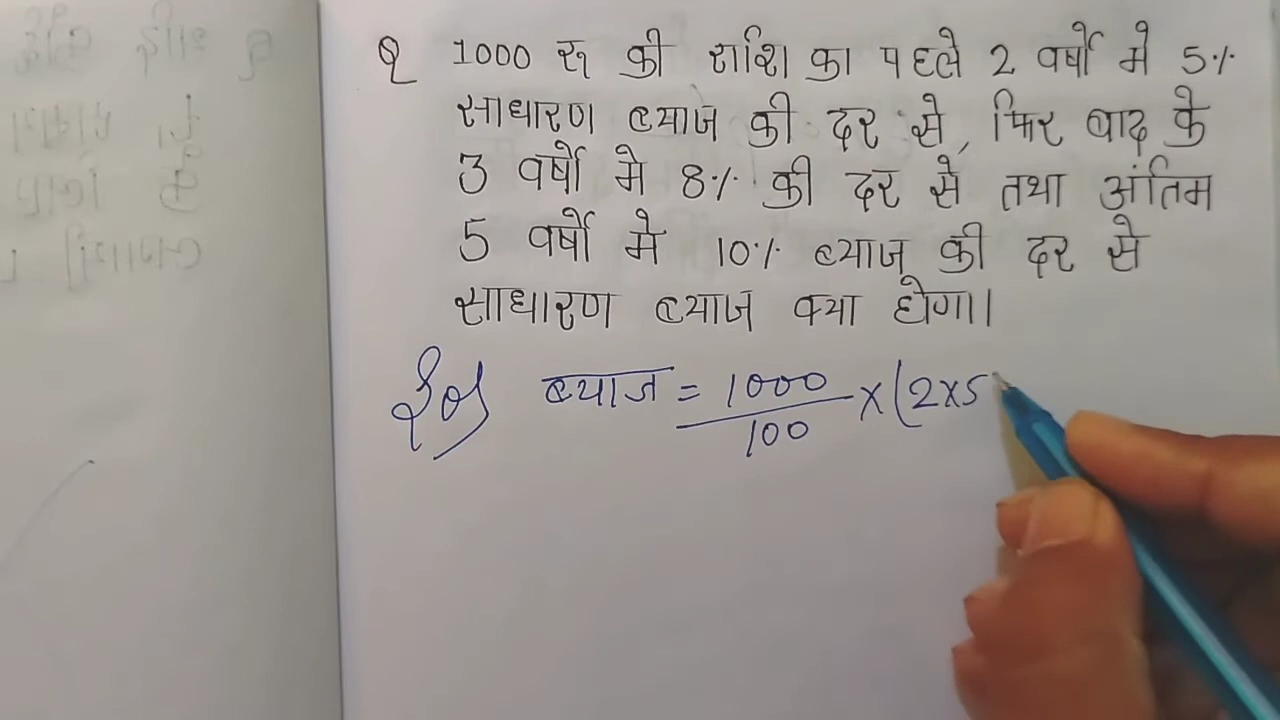 Q 1000 रु की राशि का पहले 2 वर्षो मे 5%
साधारण ब्याज की दर से, फिर बाद के
3 वर्षो मे 8% की दर से तथा अंतिम
5 वर्षो मे 10% ब्याज की दर से
साधारण ब्याज क्या होगा।
Sol ब्याज = 1000/100 × (2×5